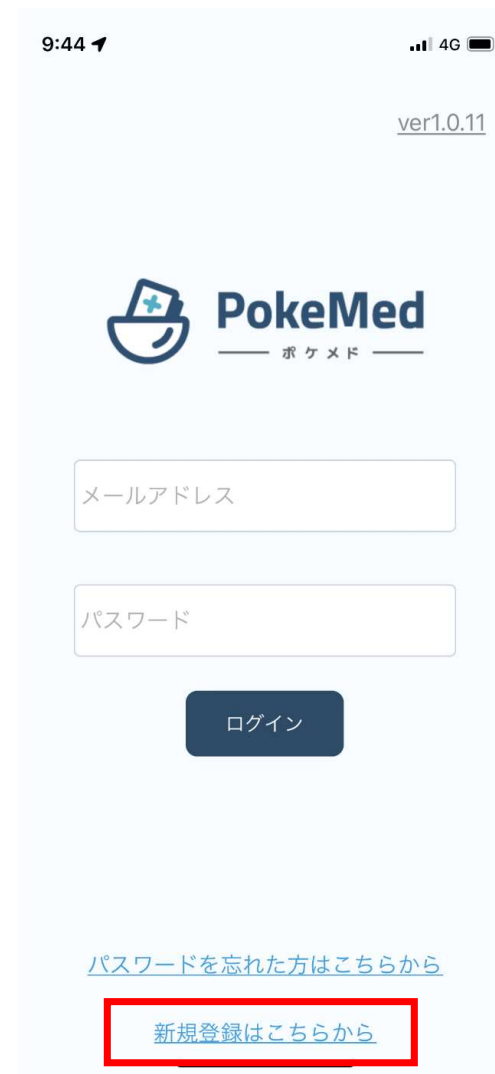 9:44
4G
ver1.0.11
PokeMed
ポケメド
メールアドレス
パスワード
ログイン
パスワードを忘れた方はこちらから
新規登録はこちらから